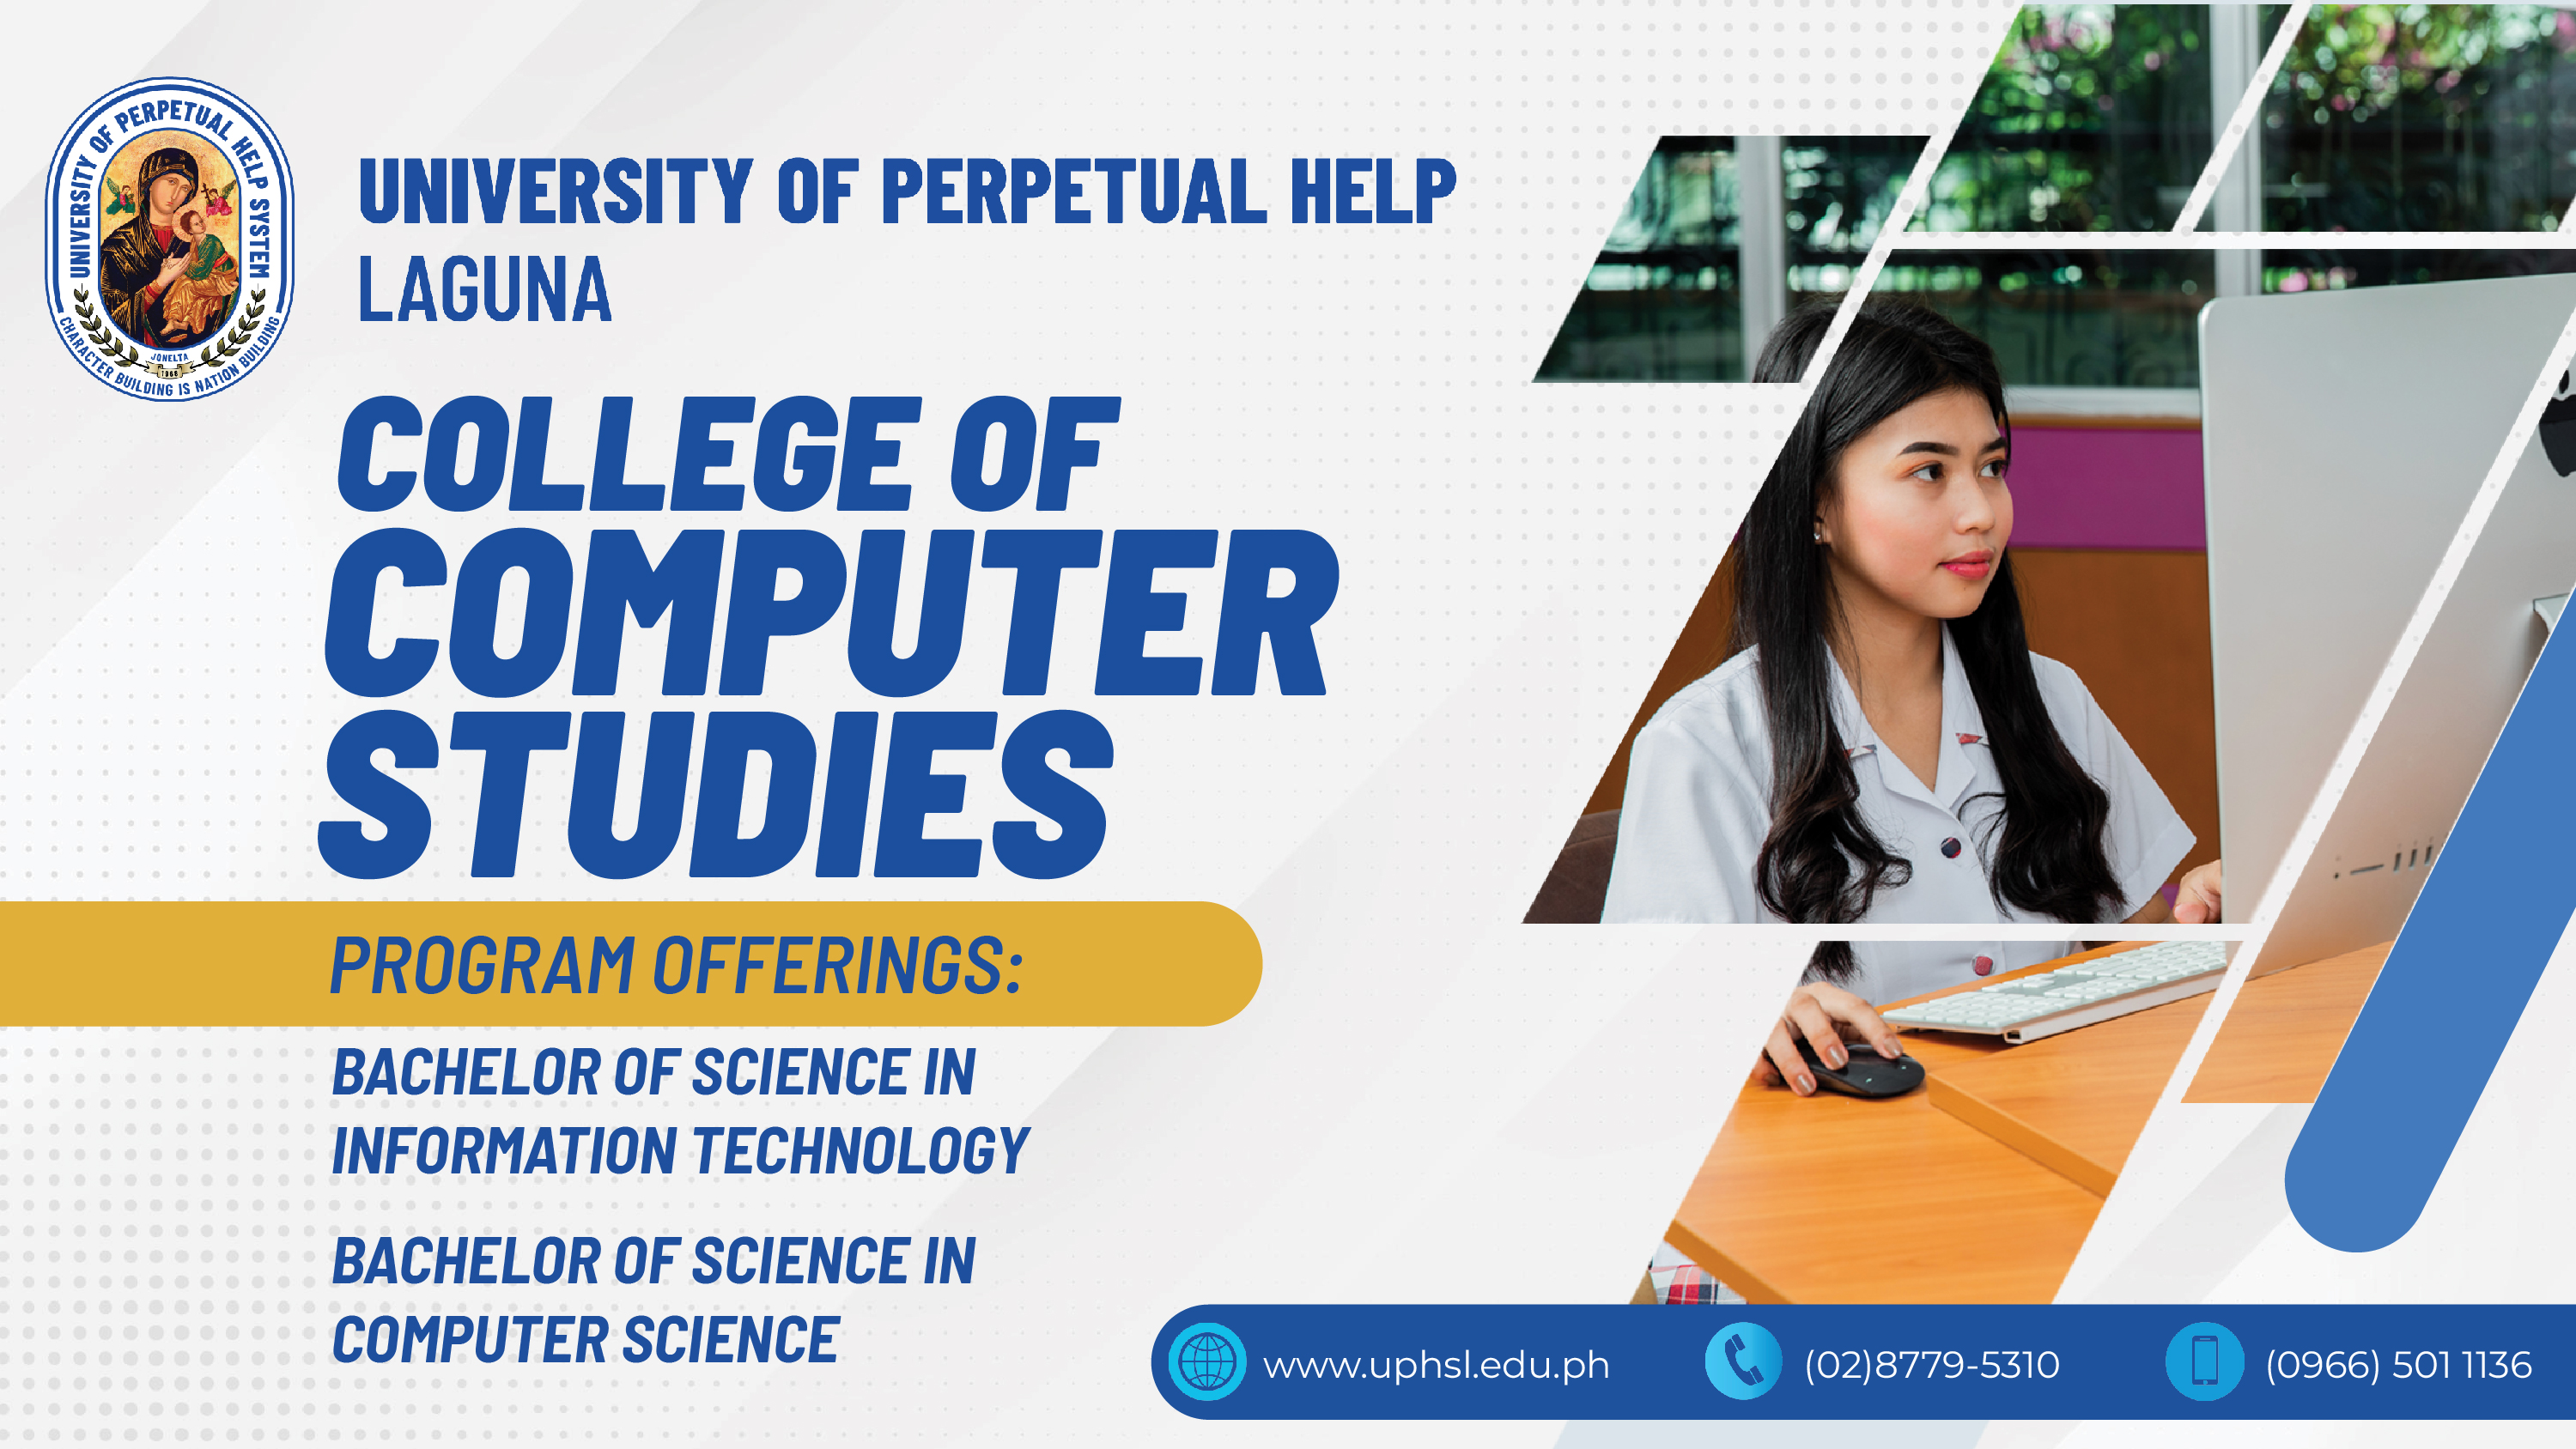 UNIVERSITY OF PERPETUAL HELP SYSTEM
JONELTA
1968
CHARACTER BUILDING IS NATION BUILDING
UNIVERSITY OF PERPETUAL HELP
LAGUNA
COLLEGE OF
COMPUTER
STUDIES
PROGRAM OFFERINGS:
BACHELOR OF SCIENCE IN
INFORMATION TECHNOLOGY
BACHELOR OF SCIENCE IN
COMPUTER SCIENCE
www.uphsl.edu.ph
(02)8779-5310
(0966) 501 1136